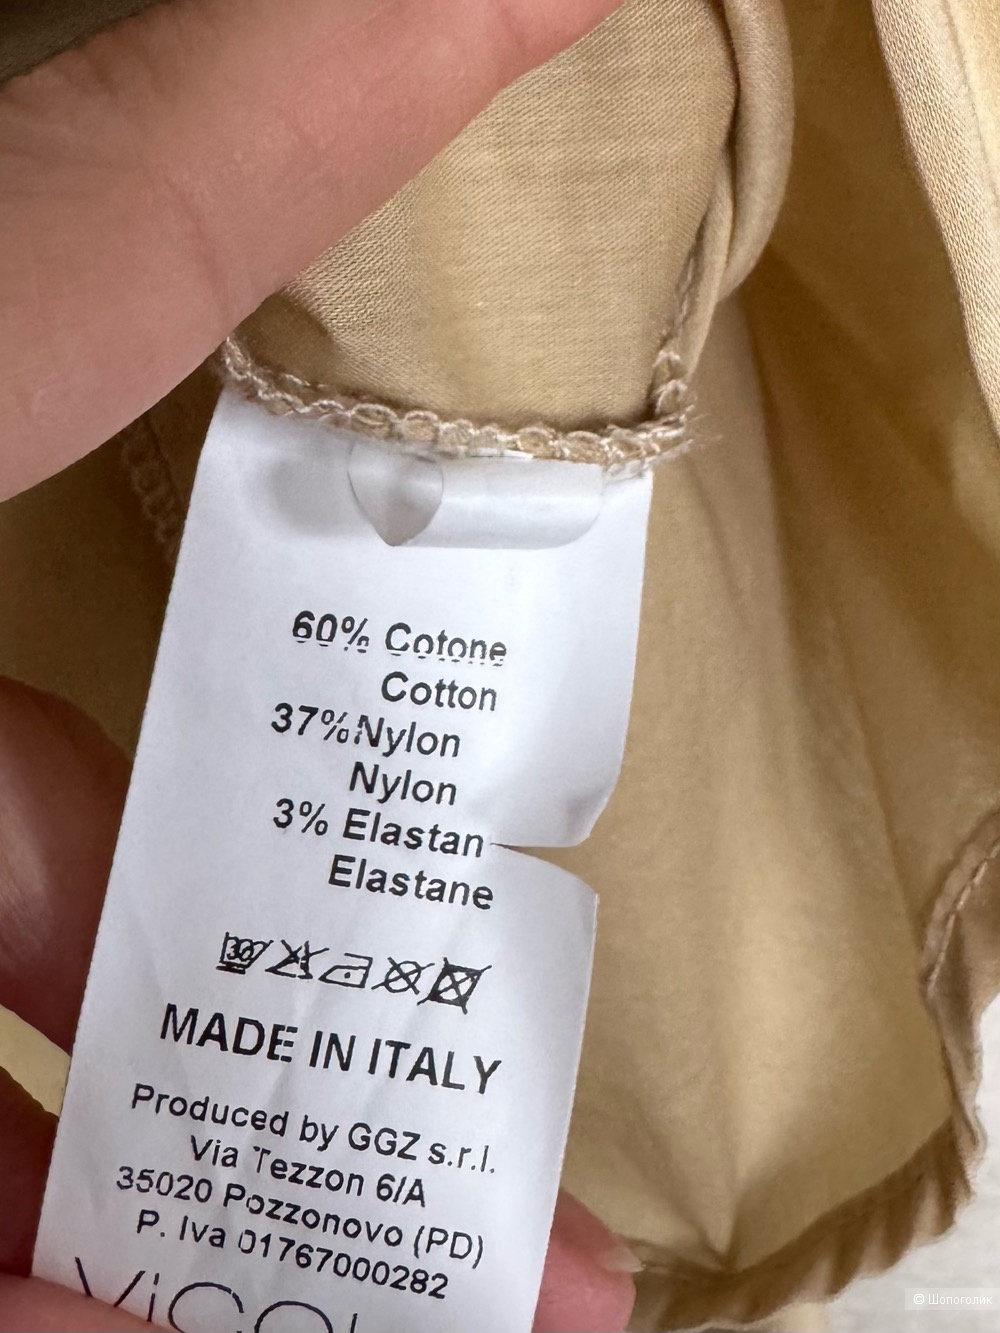 60% Cotone
Cotton
37% Nylon
Nylon
3% Elastan
Elastane
30
MADE IN ITALY
Produced by GGZ s.r.l.
Via Tezzon 6/A
35020 Pozzonovo (PD)
P. Iva 01767000282
© Шопоголик